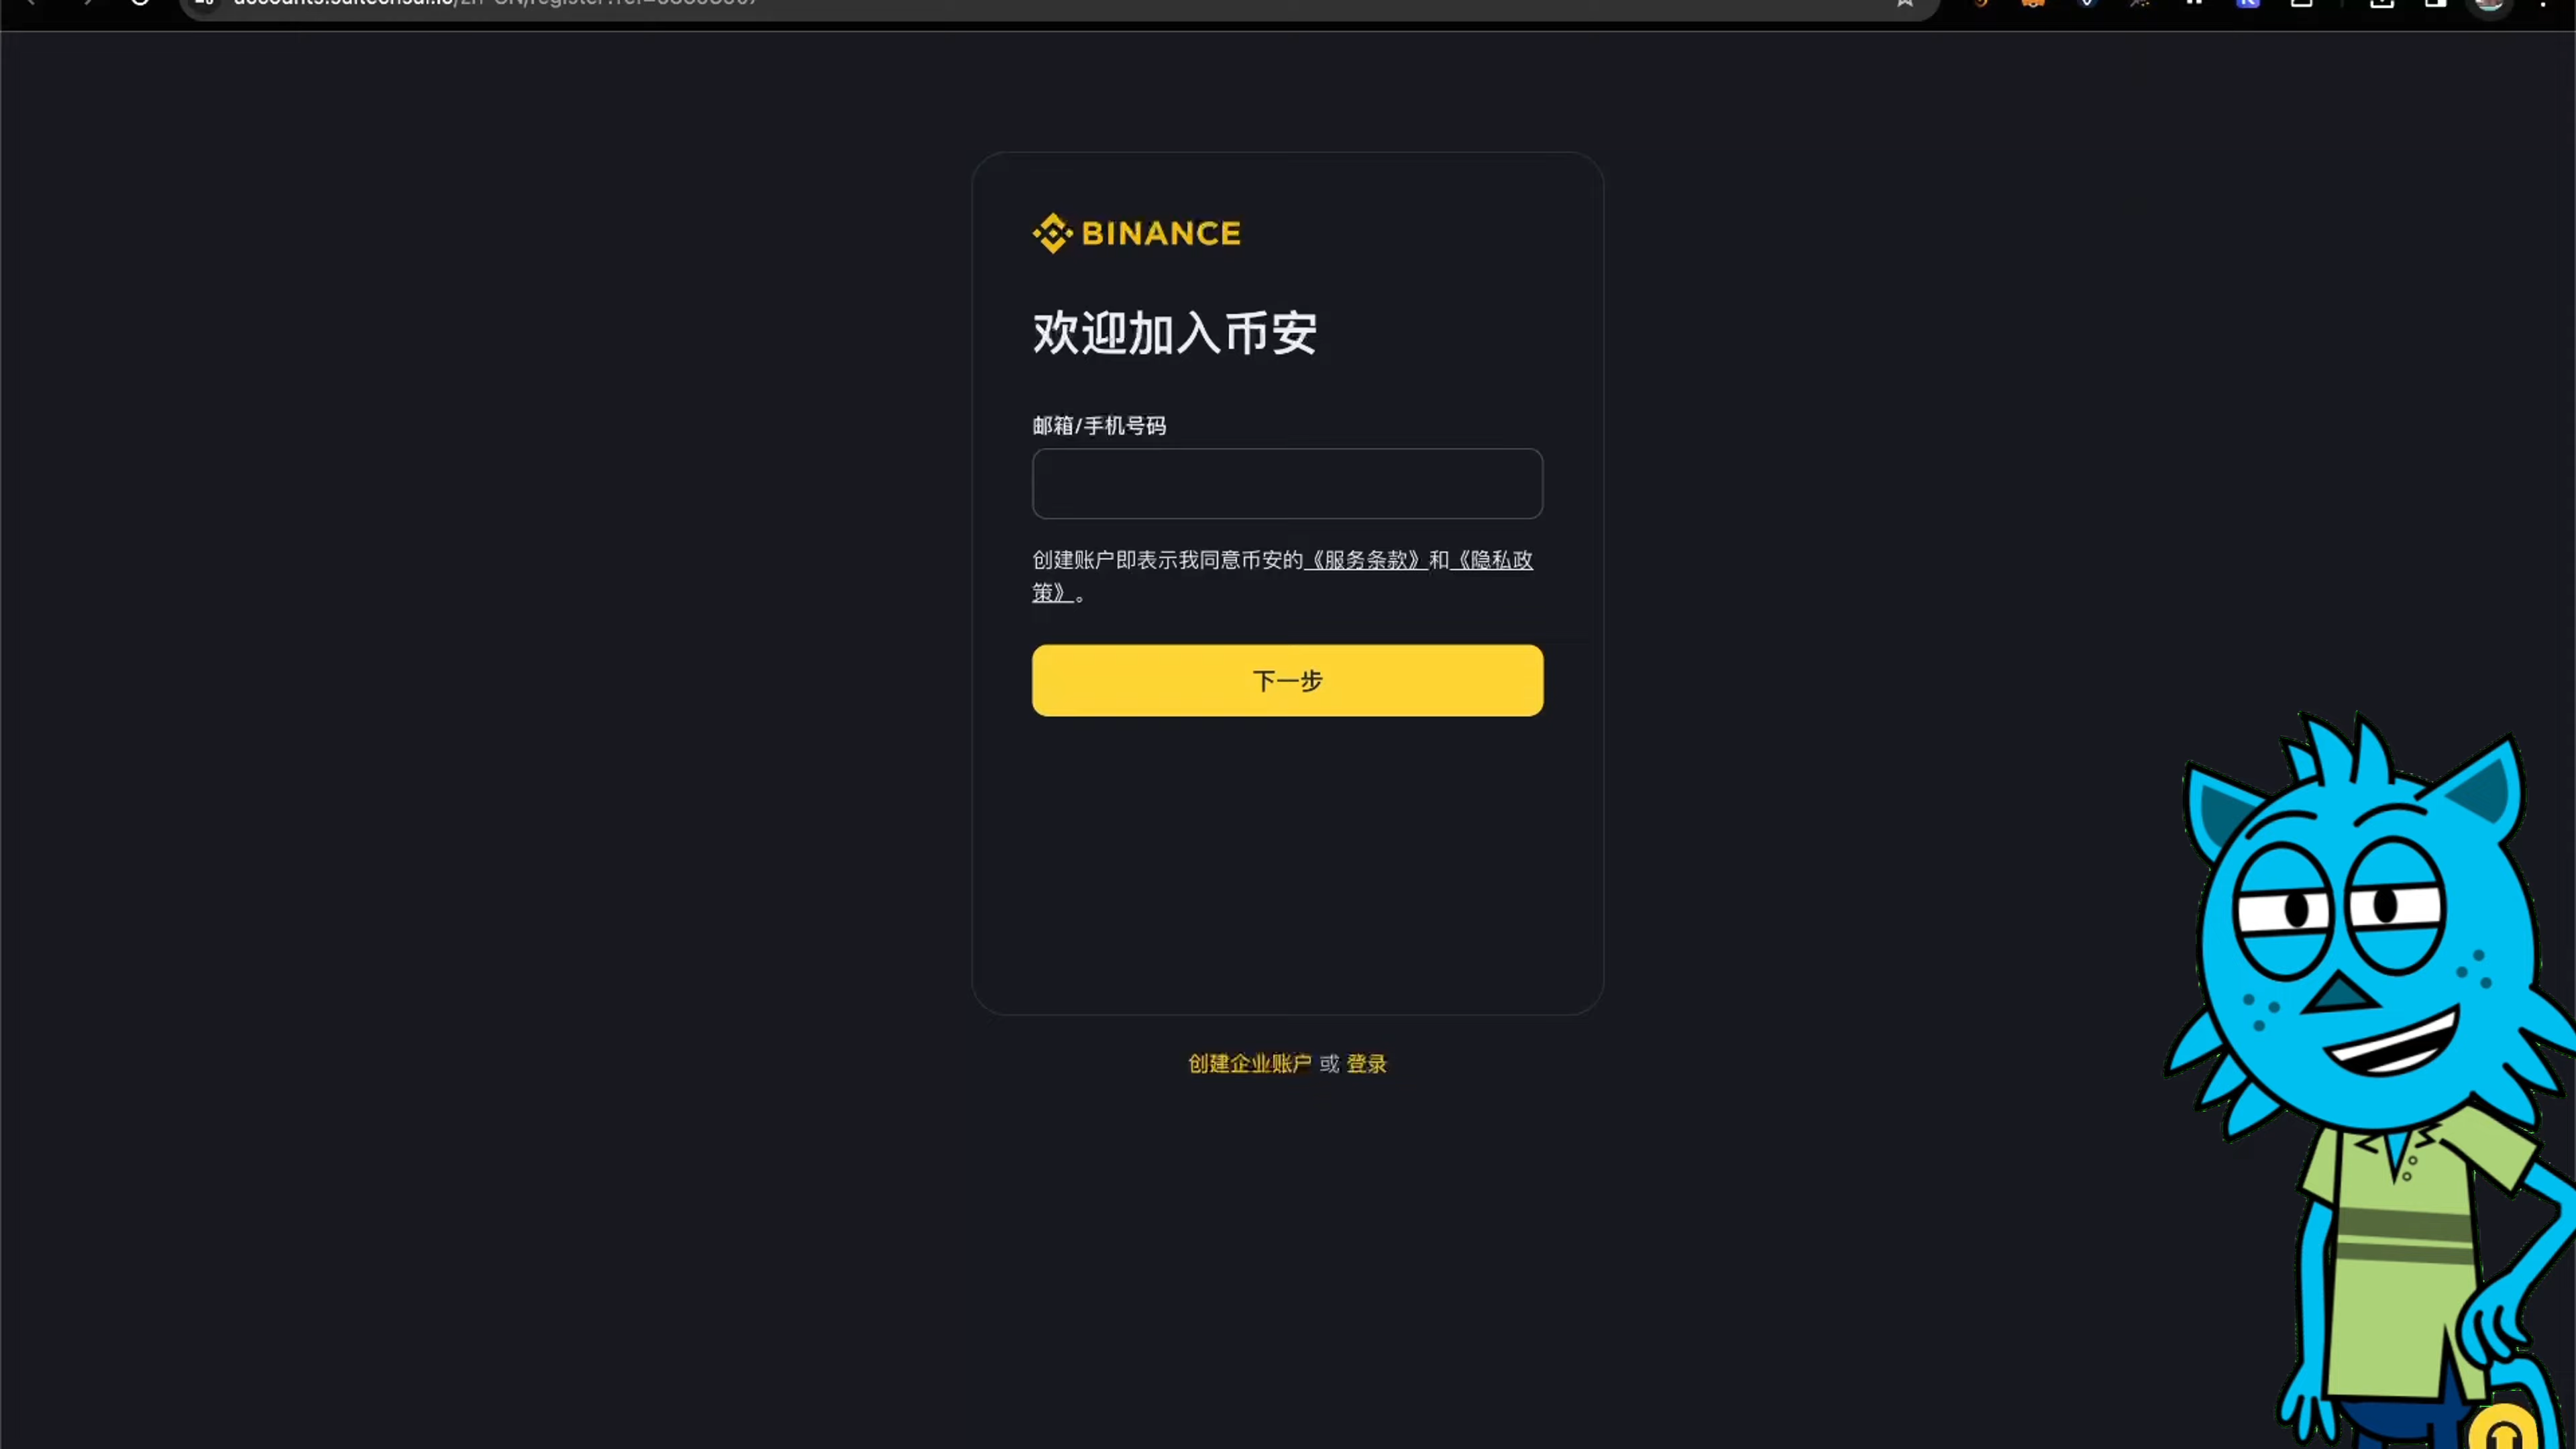 BINANCE
欢迎加入币安
邮箱/手机号码
创建账户即表示我同意币安的《服务条款》和《隐私政
策》。
下一步
创建企业账户 或 登录